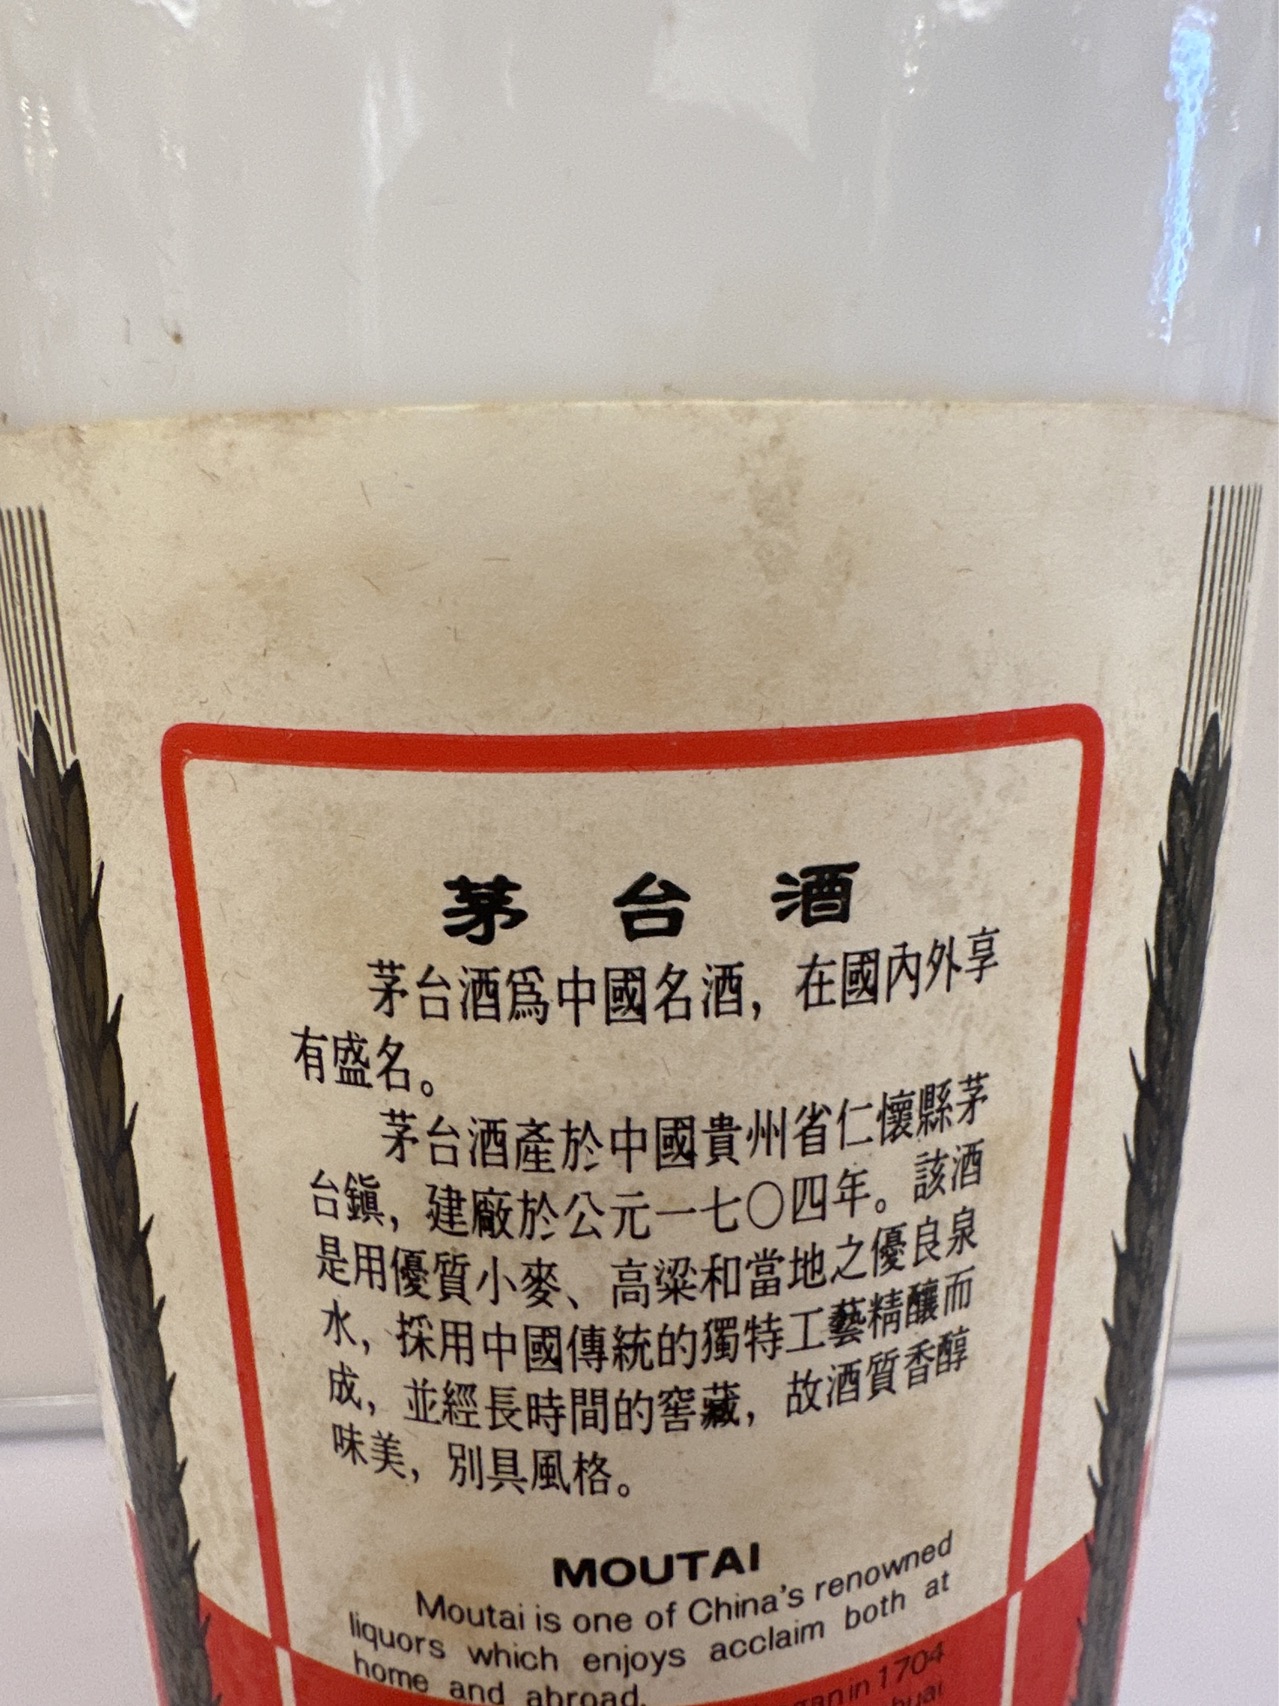 茅台酒
茅台酒爲中國名酒，在國內外享
有盛名。
茅台酒產於中國貴州省仁懷縣茅
台鎭，建廠於公元一七〇四年。該酒
是用優質小麥、高粱和當地之優良泉
水，採用中國傳統的獨特工藝精釀而
成，並經長時間的窖藏，故酒質香醇
味美，別具風格。
MOUTAI
Moutai is one of China's renowned
liquors which enjoys acclaim both at
home and abroad.
in 1704